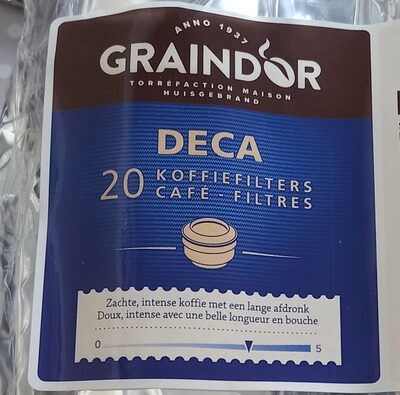 ANNO 1937
GRAINDOR
TORRÉFACTION MAISON
HUISGEBRAND
DECA
20 KOFFIEFILTERS
CAFÉ - FILTRES
Zachte, intense koffie met een lange afdronk
Doux, intense avec une belle longueur en bouche
0 5